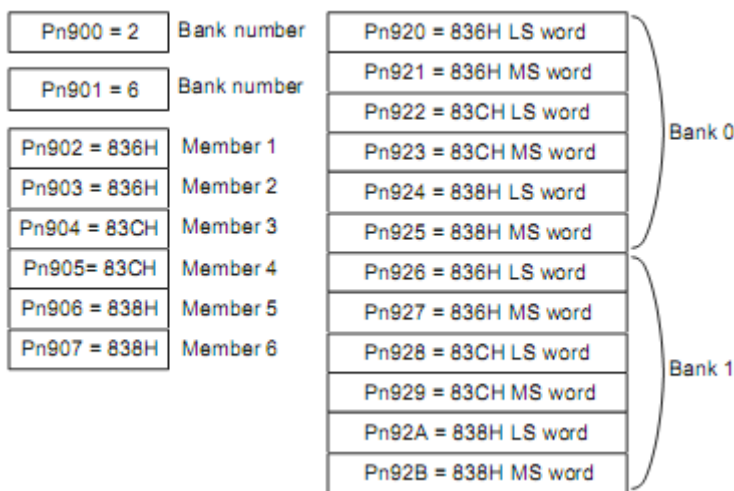 Pn900 = 2 Bank number
Pn901 = 6 Bank number
Pn902 = 836H Member 1
Pn903 = 836H Member 2
Pn904 = 83CH Member 3
Pn905= 83CH Member 4
Pn906 = 838H Member 5
Pn907 = 838H Member 6
Pn920 = 836H LS word
Pn921 = 836H MS word
Pn922 = 83CH LS word
Pn923 = 83CH MS word
Pn924 = 838H LS word
Pn925 = 838H MS word
Bank 0
Pn926 = 836H LS word
Pn927 = 836H MS word
Pn928 = 83CH LS word
Pn929 = 83CH MS word
Pn92A = 838H LS word
Pn92B = 838H MS word
Bank 1